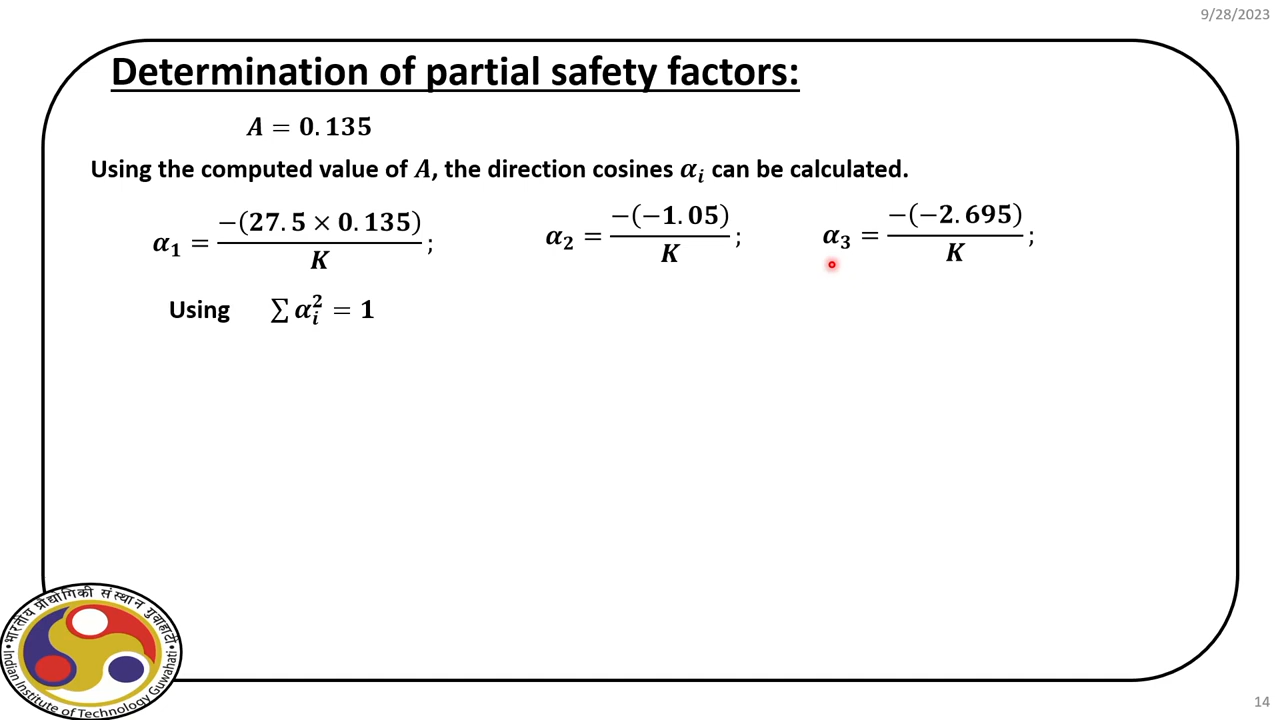 9/28/2023
Determination of partial safety factors:
A = 0.135
Using the computed value of A, the direction cosines αᵢ can be calculated.
α₁ = −(27.5 × 0.135) / K ; α₂ = −(−1.05) / K ; α₃ = −(−2.695) / K ;
Using ∑ αᵢ² = 1
भारतीय प्रौद्योगिकी संस्थान गुवाहाटी
Indian Institute of Technology Guwahati
14